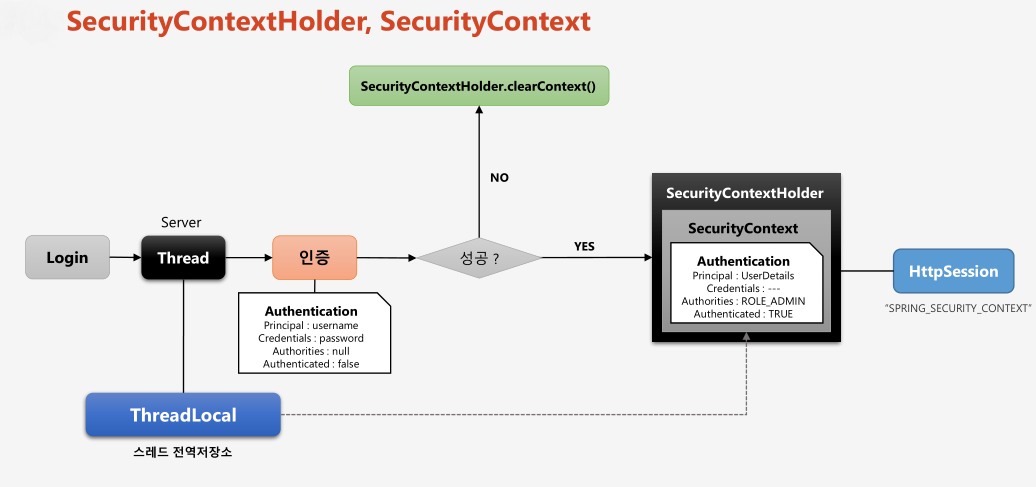 SecurityContextHolder, SecurityContext
SecurityContextHolder.clearContext()
NO
Server
Login
Thread
인증
성공 ?
YES
Authentication
Principal : username
Credentials : password
Authorities : null
Authenticated : false
SecurityContextHolder
SecurityContext
Authentication
Principal : UserDetails
Credentials : ---
Authorities : ROLE_ADMIN
Authenticated : TRUE
HttpSession
"SPRING_SECURITY_CONTEXT"
ThreadLocal
스레드 전역저장소